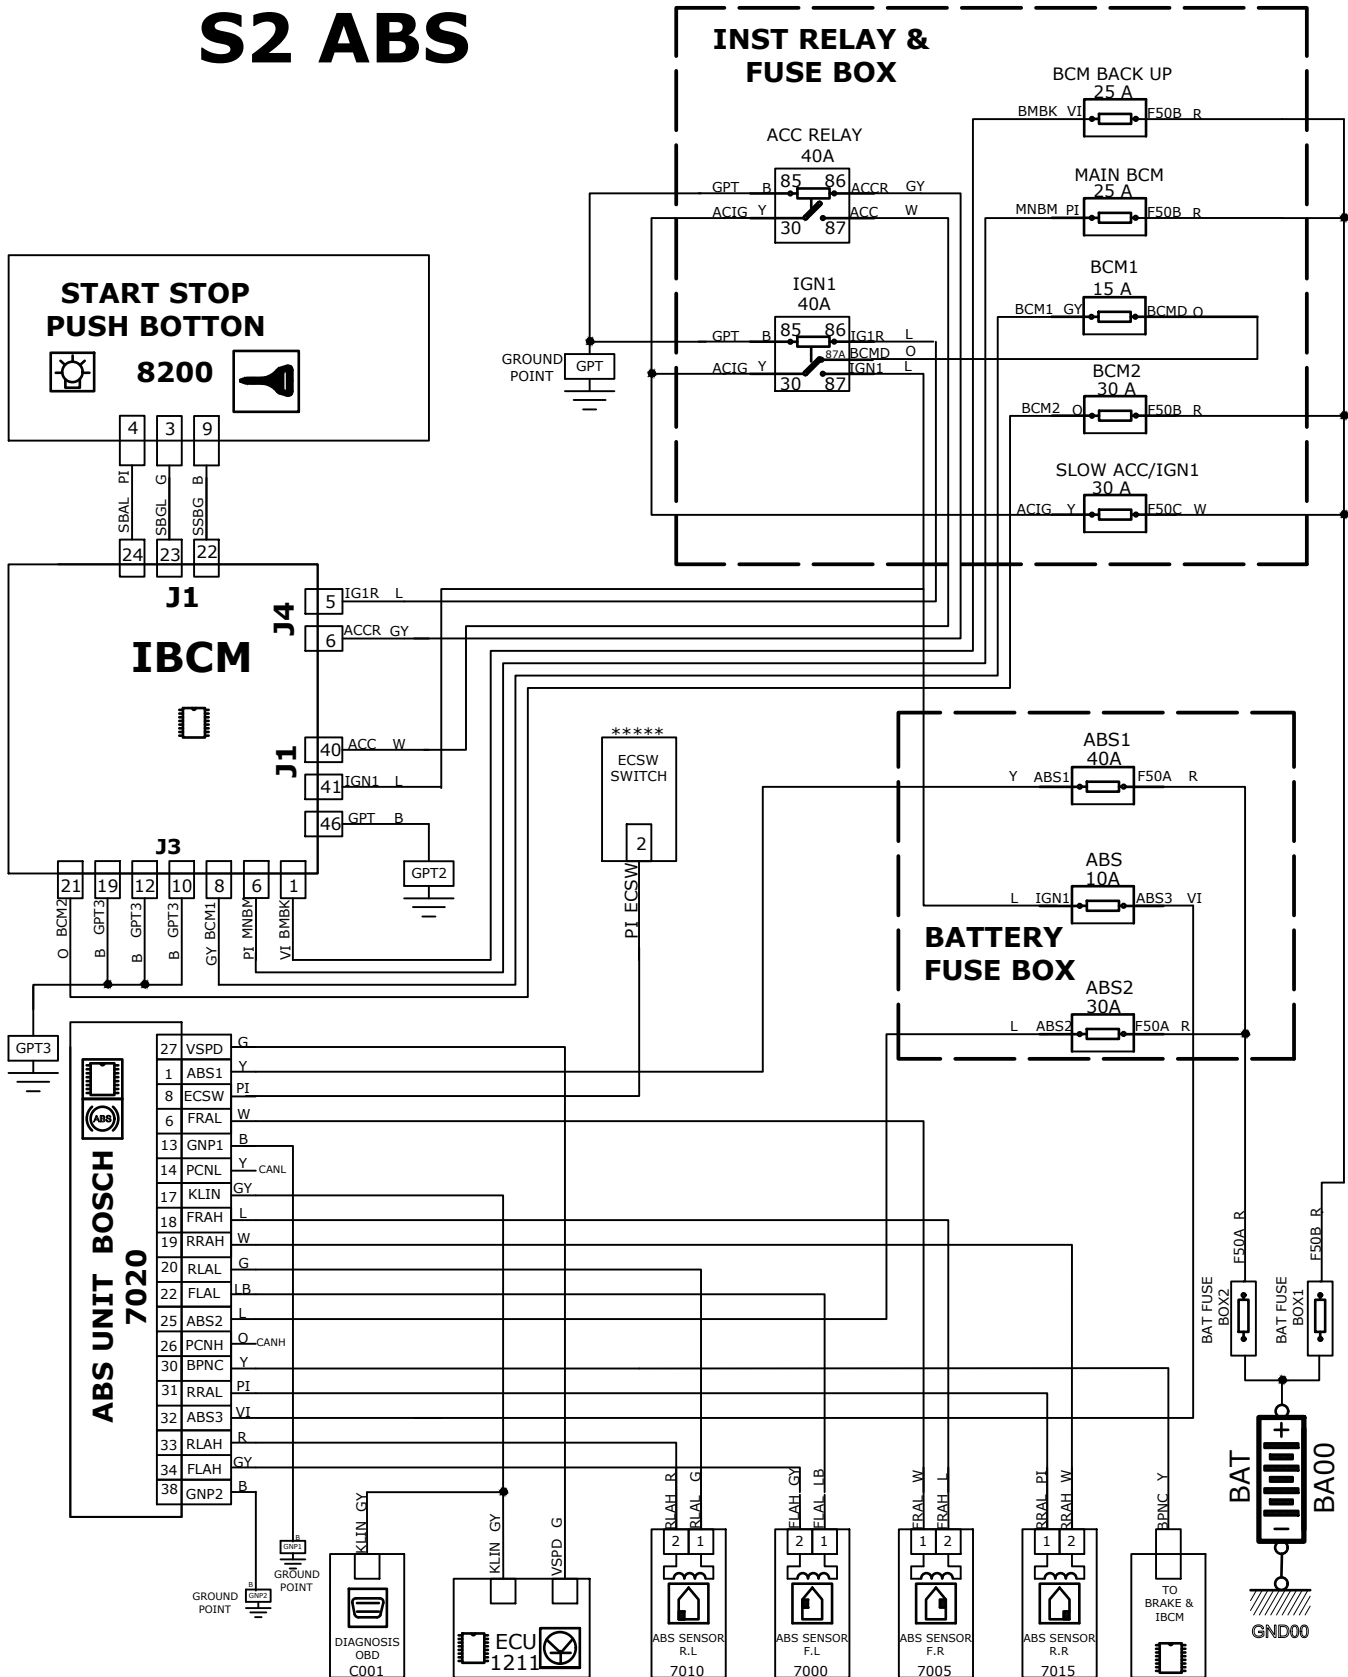 S2 ABS
INST RELAY &
FUSE BOX
BCM BACK UP
25 A
BMBK VI
F50B R
ACC RELAY
40A
85 86
GPT B
ACCR GY
ACIG Y
ACC W
30 87
MAIN BCM
25 A
MNBM PI
F50B R
BCM1
15 A
BCM1 GY
BCMD O
IGN1
40A
85 86
GPT B
IG1R L
87A
BCMD O
ACIG Y
IGN1 L
30 87
GROUND
POINT
GPT
BCM2
30 A
BCM2 O
F50B R
SLOW ACC/IGN1
30 A
ACIG Y
F50C W
START STOP
PUSH BOTTON
8200
4 3 9
SBAL PI
SBGL G
SSBG B
24 23 22
J1
J4
IBCM
5 IG1R L
6 ACCR GY
J1
40 ACC W
41 IGN1 L
46 GPT B
GPT2
J3
21 19 12 10 8 6 1
O BCM2
B GPT3
B GPT3
B GPT3
GY BCM1
PI MNBM
VI BMBK
GPT3
*****
ECSW
SWITCH
2
PI ECSW
ABS1
40A
Y ABS1
F50A R
ABS
10A
L IGN1
ABS3 VI
BATTERY
FUSE BOX
ABS2
30A
L ABS2
F50A R
ABS
ABS UNIT BOSCH
7020
27 VSPD G
1 ABS1 Y
8 ECSW PI
6 FRAL W
13 GNP1 B
14 PCNL Y CANL
17 KLIN GY
18 FRAH L
19 RRAH W
20 RLAL G
22 FLAL LB
25 ABS2 L
26 PCNH O CANH
30 BPNC Y
31 RRAL PI
32 ABS3 VI
33 RLAH R
34 FLAH GY
38 GNP2 B
F50A R
F50B R
BAT FUSE
BOX2
BAT FUSE
BOX1
BAT
+
−
BA00
GND00
B
GNP1
GROUND
POINT
B
GNP2
GROUND
POINT
KLIN GY
DIAGNOSIS
OBD
C001
KLIN GY
VSPD G
ECU
1211
RLAH R
RLAL G
2 1
ABS SENSOR
R.L
7010
FLAH GY
FLAL LB
2 1
ABS SENSOR
F.L
7000
FRAL W
FRAH L
1 2
ABS SENSOR
F.R
7005
RRAL PI
RRAH W
1 2
ABS SENSOR
R.R
7015
BPNC Y
TO
BRAKE &
IBCM